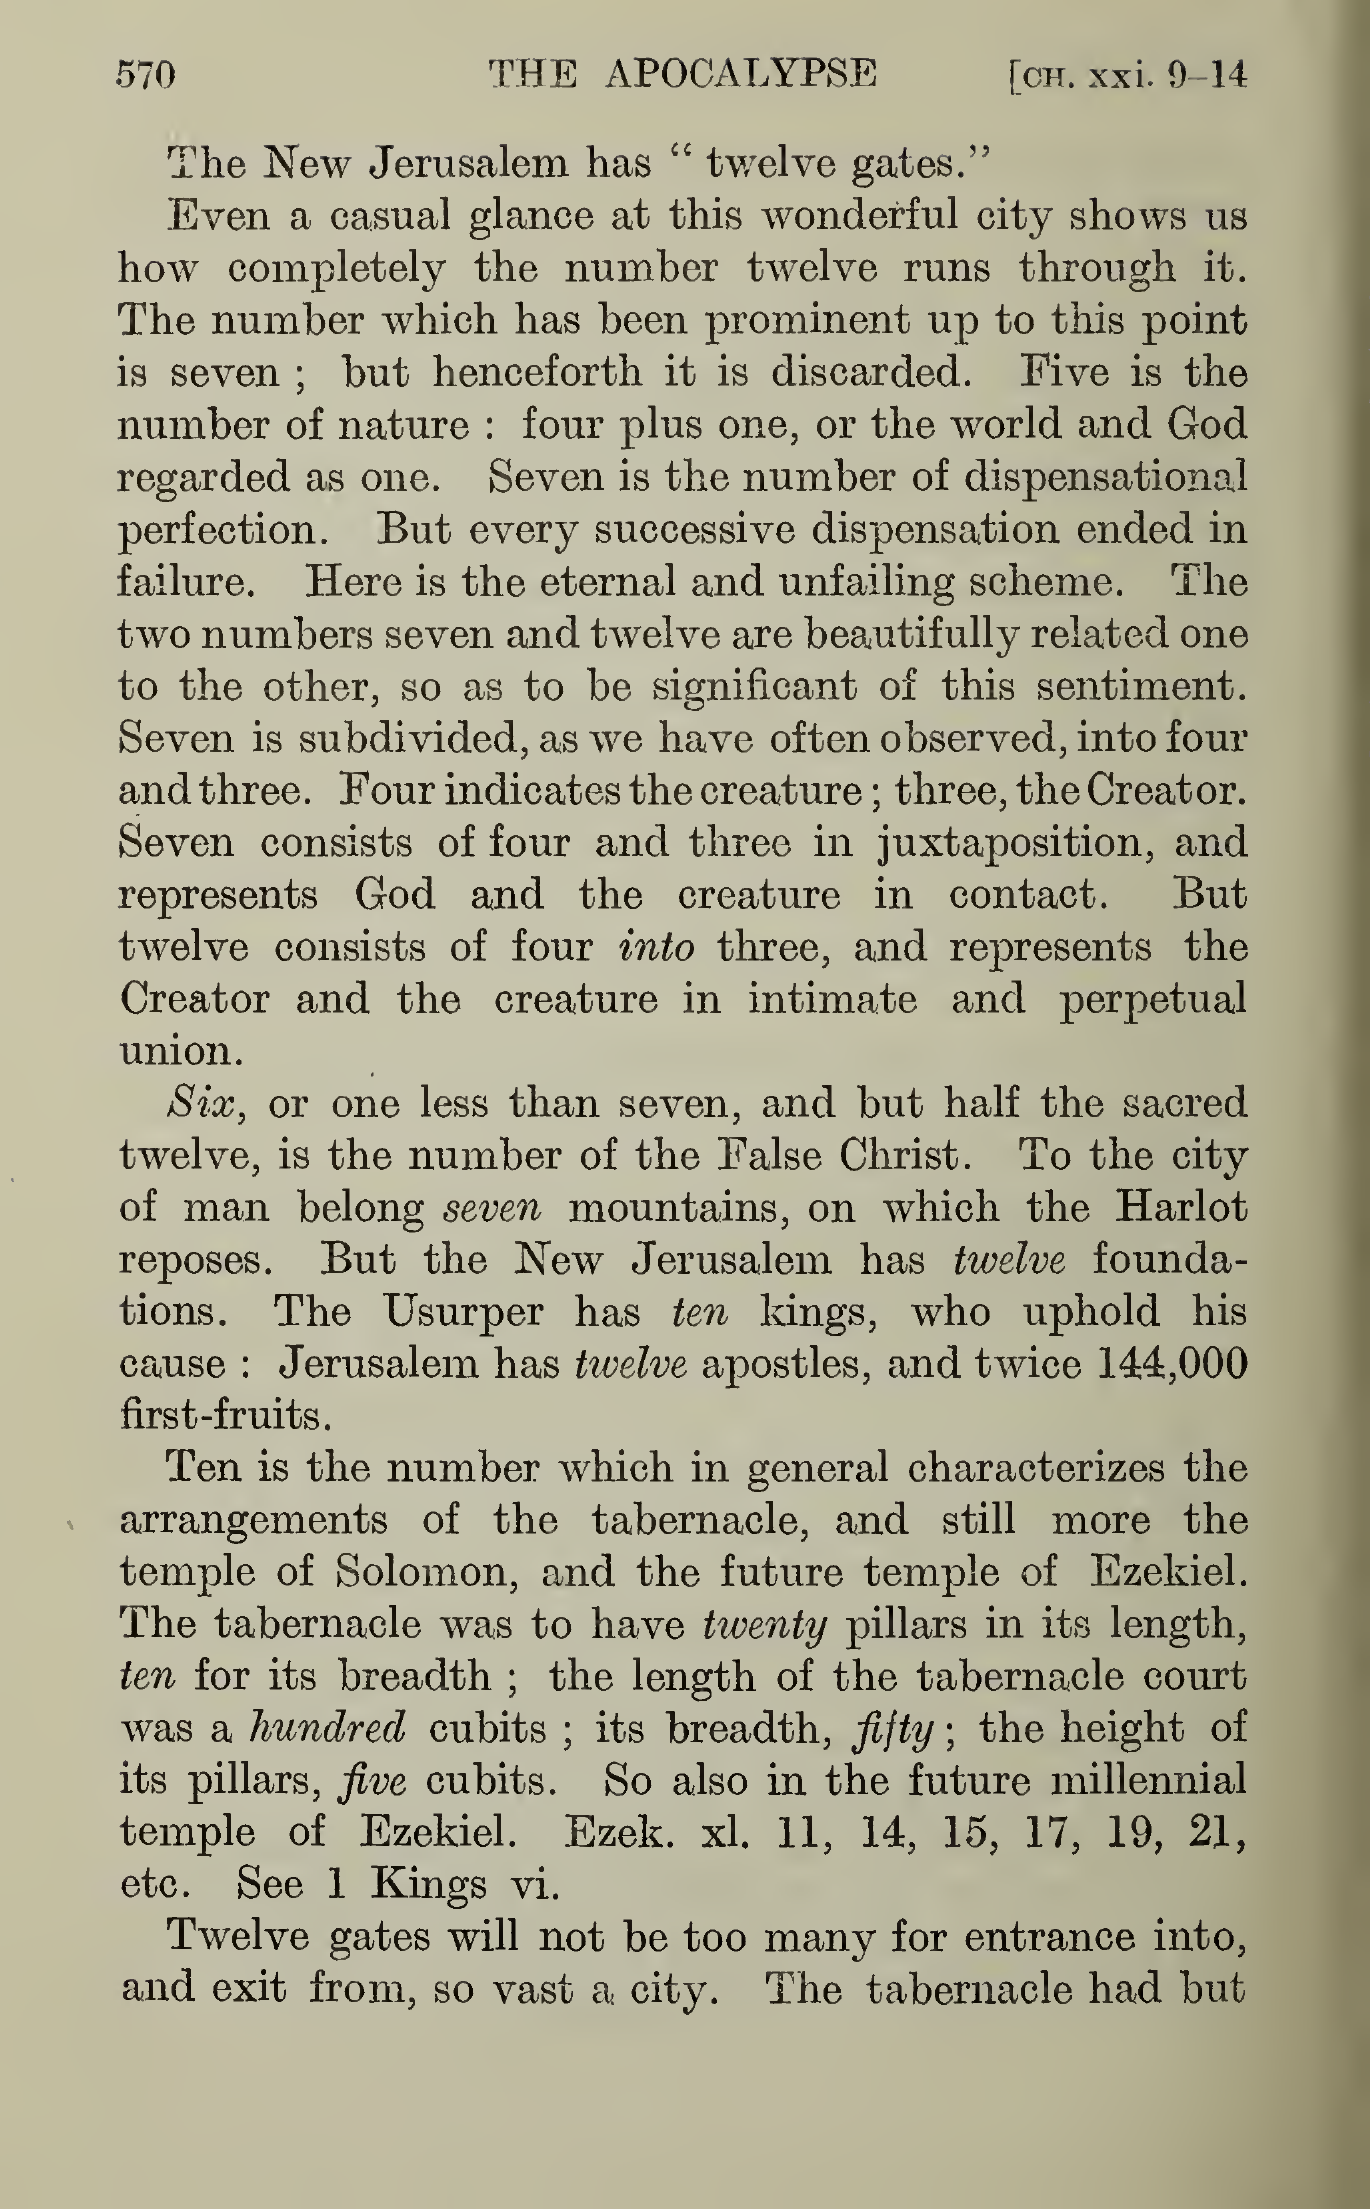 570 THE APOCALYPSE [CH. xxi. 9–14
The New Jerusalem has “ twelve gates.”
Even a casual glance at this wonderful city shows us
how completely the number twelve runs through it.
The number which has been prominent up to this point
is seven ; but henceforth it is discarded. Five is the
number of nature : four plus one, or the world and God
regarded as one. Seven is the number of dispensational
perfection. But every successive dispensation ended in
failure. Here is the eternal and unfailing scheme. The
two numbers seven and twelve are beautifully related one
to the other, so as to be significant of this sentiment.
Seven is subdivided, as we have often observed, into four
and three. Four indicates the creature ; three, the Creator.
Seven consists of four and three in juxtaposition, and
represents God and the creature in contact. But
twelve consists of four into three, and represents the
Creator and the creature in intimate and perpetual
union.
Six, or one less than seven, and but half the sacred
twelve, is the number of the False Christ. To the city
of man belong seven mountains, on which the Harlot
reposes. But the New Jerusalem has twelve founda-
tions. The Usurper has ten kings, who uphold his
cause : Jerusalem has twelve apostles, and twice 144,000
first-fruits.
Ten is the number which in general characterizes the
arrangements of the tabernacle, and still more the
temple of Solomon, and the future temple of Ezekiel.
The tabernacle was to have twenty pillars in its length,
ten for its breadth ; the length of the tabernacle court
was a hundred cubits ; its breadth, fifty ; the height of
its pillars, five cubits. So also in the future millennial
temple of Ezekiel. Ezek. xl. 11, 14, 15, 17, 19, 21,
etc. See 1 Kings vi.
Twelve gates will not be too many for entrance into,
and exit from, so vast a city. The tabernacle had but